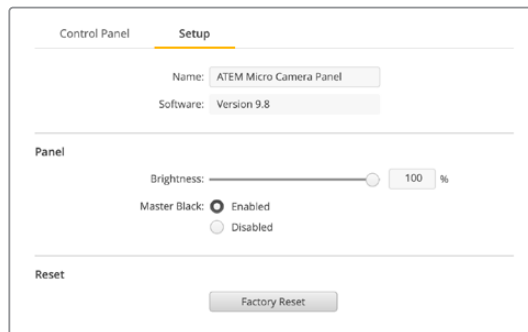 Control Panel Setup
Name: ATEM Micro Camera Panel
Software: Version 9.8
Panel
Brightness: 100 %
Master Black: Enabled
Disabled
Reset
Factory Reset